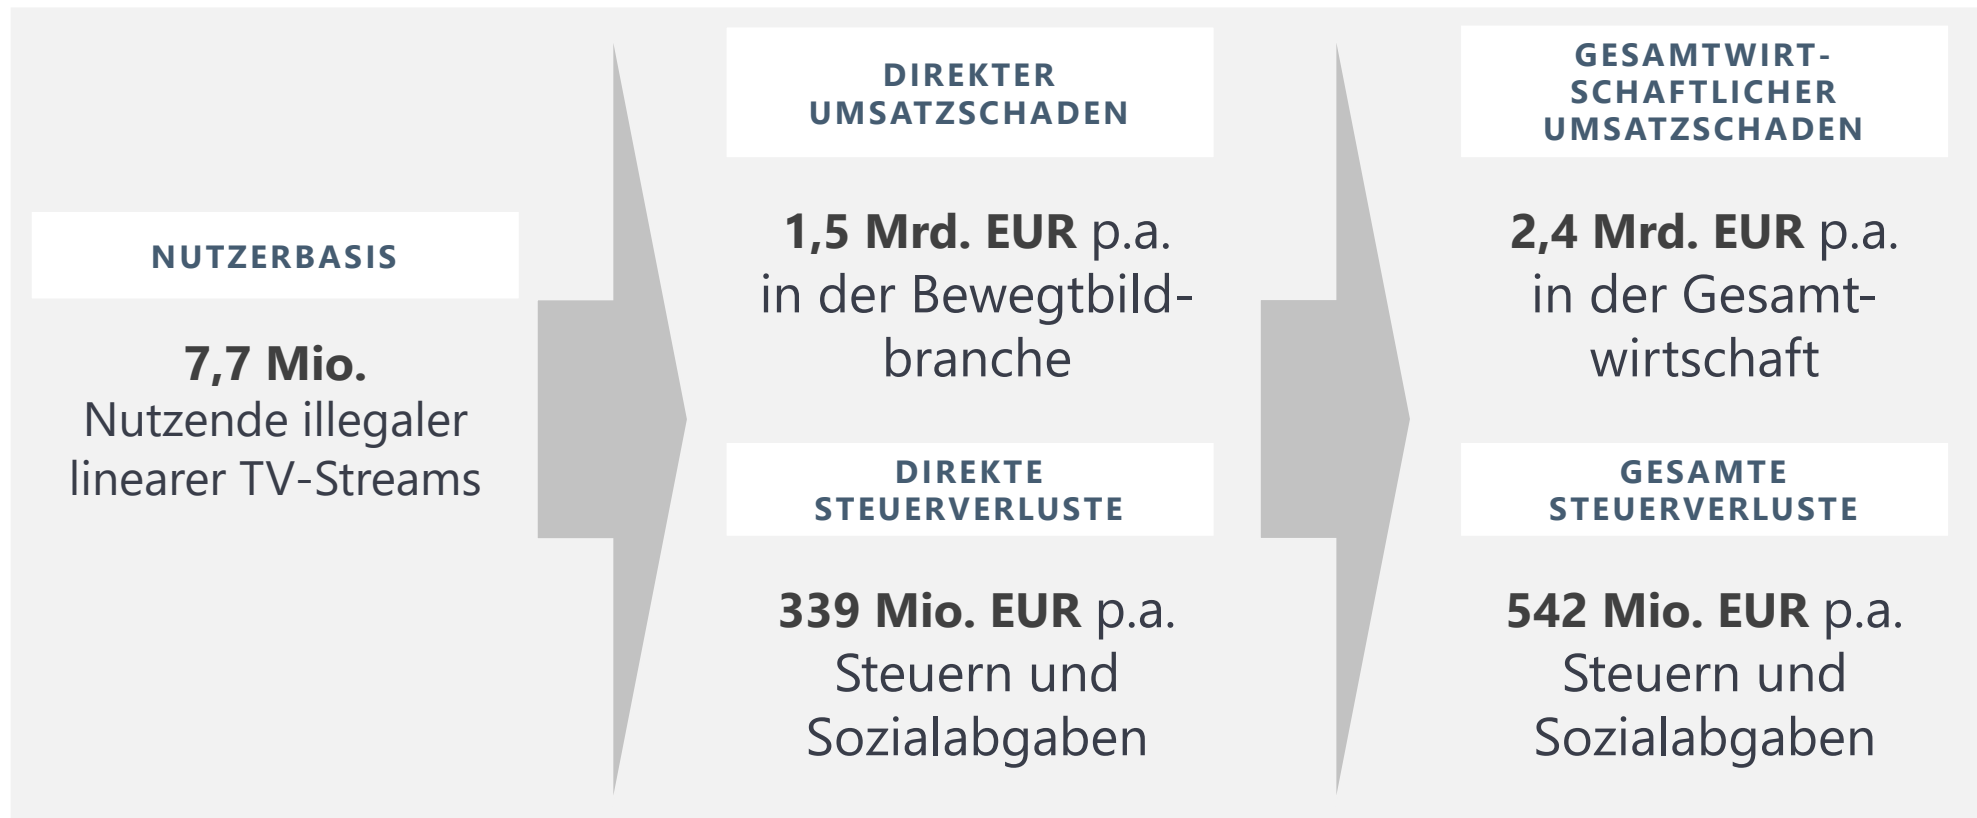 NUTZERBASIS
7,7 Mio.
Nutzende illegaler
linearer TV-Streams
DIREKTER
UMSATZSCHADEN
1,5 Mrd. EUR p.a.
in der Bewegtbild-
branche
DIREKTE
STEUERVERLUSTE
339 Mio. EUR p.a.
Steuern und
Sozialabgaben
GESAMTWIRT-
SCHAFTLICHER
UMSATZSCHADEN
2,4 Mrd. EUR p.a.
in der Gesamt-
wirtschaft
GESAMTE
STEUERVERLUSTE
542 Mio. EUR p.a.
Steuern und
Sozialabgaben